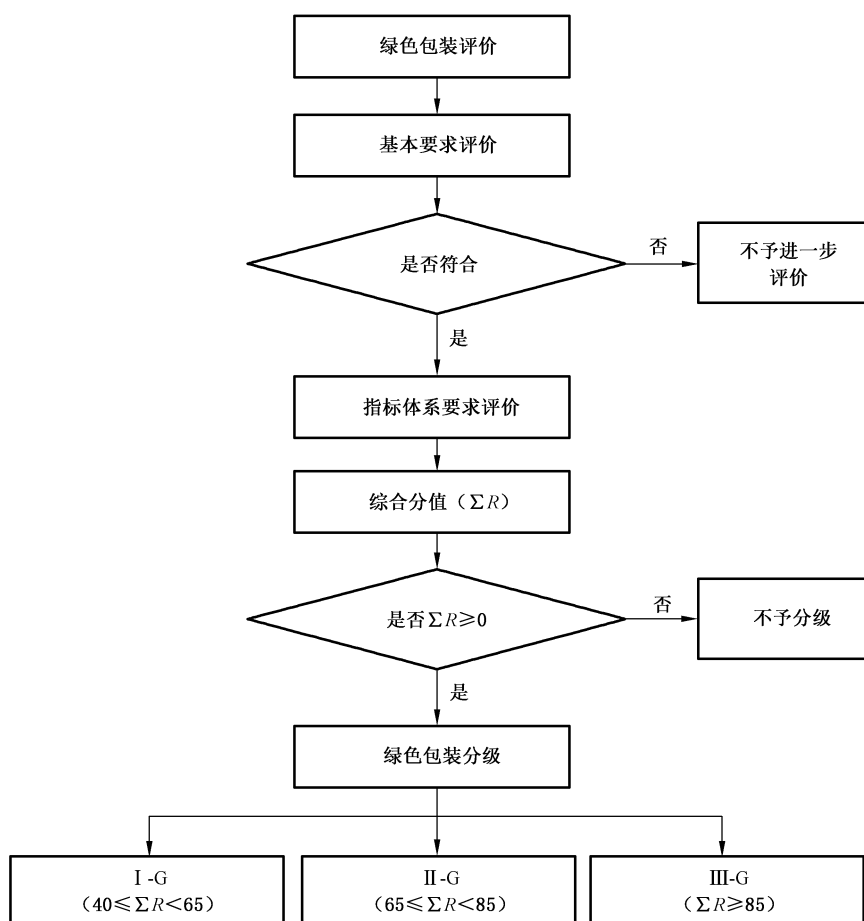 绿色包装评价
基本要求评价
是否符合
否
不予进一步
评价
是
指标体系要求评价
综合分值（ΣR）
是否ΣR≥0
否
不予分级
是
绿色包装分级
Ⅰ-G
（40≤ΣR<65）
Ⅱ-G
（65≤ΣR<85）
Ⅲ-G
（ΣR≥85）